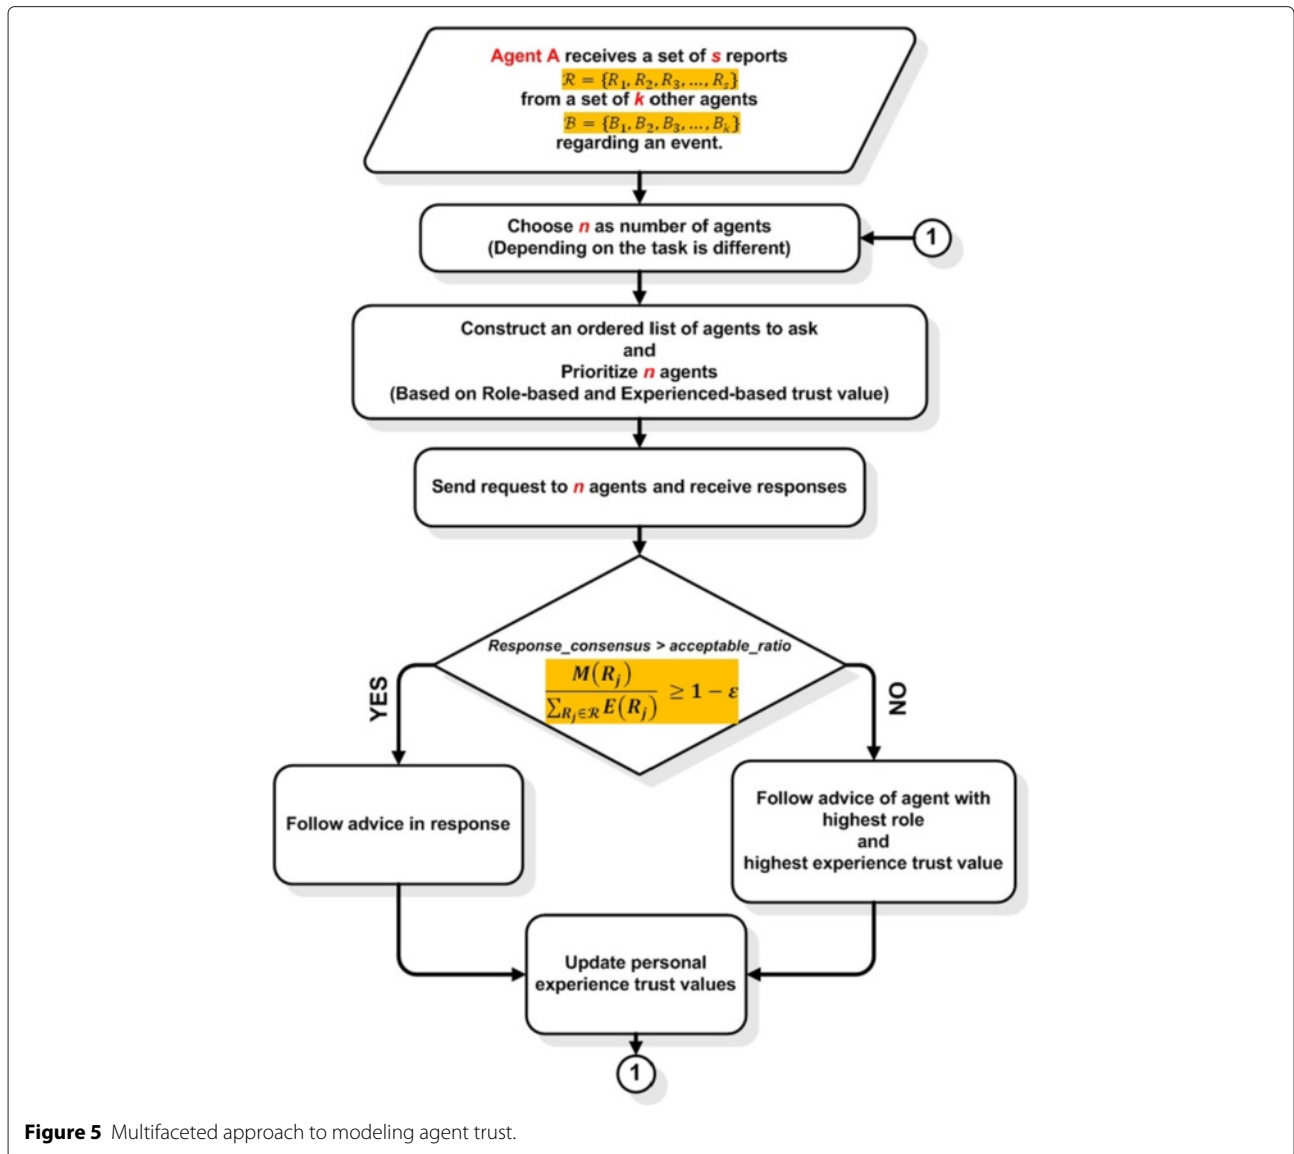 Agent A receives a set of s reports
ℛ = {R₁, R₂, R₃, ..., Rₛ}
from a set of k other agents
ℬ = {B₁, B₂, B₃, ..., Bₖ}
regarding an event.
Choose n as number of agents
(Depending on the task is different)
1
Construct an ordered list of agents to ask
and
Prioritize n agents
(Based on Role-based and Experienced-based trust value)
Send request to n agents and receive responses
Response_consensus > acceptable_ratio
M(Rⱼ)
∑Rⱼ∈ℛ E(Rⱼ) ≥ 1 − ε
YES
NO
Follow advice in response
Follow advice of agent with
highest role
and
highest experience trust value
Update personal
experience trust values
1
Figure 5 Multifaceted approach to modeling agent trust.